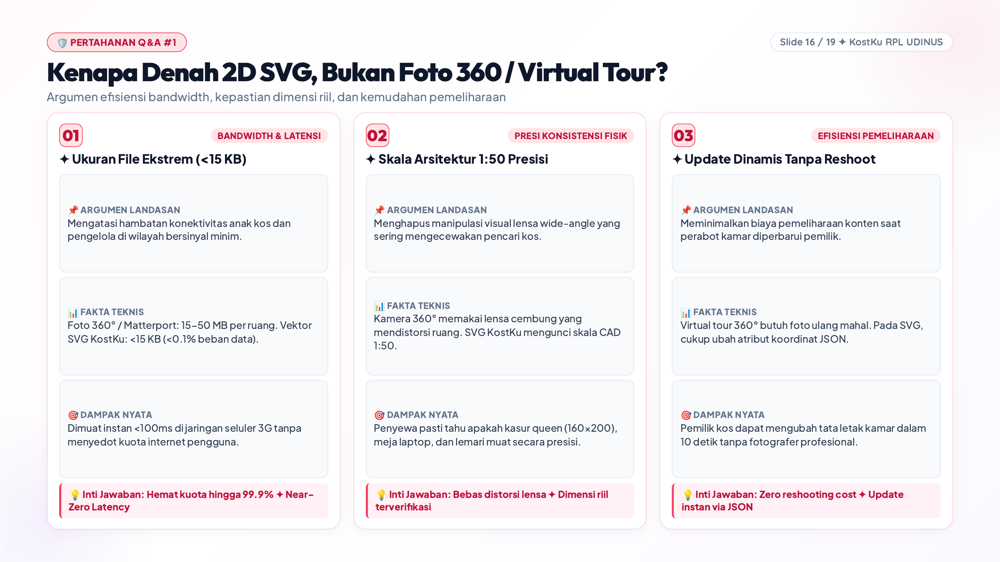 🛡️ PERTAHANAN Q&A #1
Slide 16 / 19 ✦ KostKu RPL UDINUS
Kenapa Denah 2D SVG, Bukan Foto 360 / Virtual Tour?
Argumen efisiensi bandwidth, kepastian dimensi riil, dan kemudahan pemeliharaan
01
BANDWIDTH & LATENSI
✦ Ukuran File Ekstrem (<15 KB)
📌 ARGUMEN LANDASAN
Mengatasi hambatan konektivitas anak kos dan
pengelola di wilayah bersinyal minim.
📊 FAKTA TEKNIS
Foto 360° / Matterport: 15–50 MB per ruang. Vektor
SVG KostKu: <15 KB (<0.1% beban data).
🎯 DAMPAK NYATA
Dimuat instan <100ms di jaringan seluler 3G tanpa
menyedot kuota internet pengguna.
💡 Inti Jawaban: Hemat kuota hingga 99.9% ✦ Near-
Zero Latency
02
PRESI KONSISTENSI FISIK
✦ Skala Arsitektur 1:50 Presisi
📌 ARGUMEN LANDASAN
Menghapus manipulasi visual lensa wide-angle yang
sering mengecewakan pencari kos.
📊 FAKTA TEKNIS
Kamera 360° memakai lensa cembung yang
mendistorsi ruang. SVG KostKu mengunci skala CAD
1:50.
🎯 DAMPAK NYATA
Penyewa pasti tahu apakah kasur queen (160×200),
meja laptop, dan lemari muat secara presisi.
💡 Inti Jawaban: Bebas distorsi lensa ✦ Dimensi riil
terverifikasi
03
EFISIENSI PEMELIHARAAN
✦ Update Dinamis Tanpa Reshoot
📌 ARGUMEN LANDASAN
Meminimalkan biaya pemeliharaan konten saat
perabot kamar diperbarui pemilik.
📊 FAKTA TEKNIS
Virtual tour 360° butuh foto ulang mahal. Pada SVG,
cukup ubah atribut koordinat JSON.
🎯 DAMPAK NYATA
Pemilik kos dapat mengubah tata letak kamar dalam
10 detik tanpa fotografer profesional.
💡 Inti Jawaban: Zero reshooting cost ✦ Update
instan via JSON